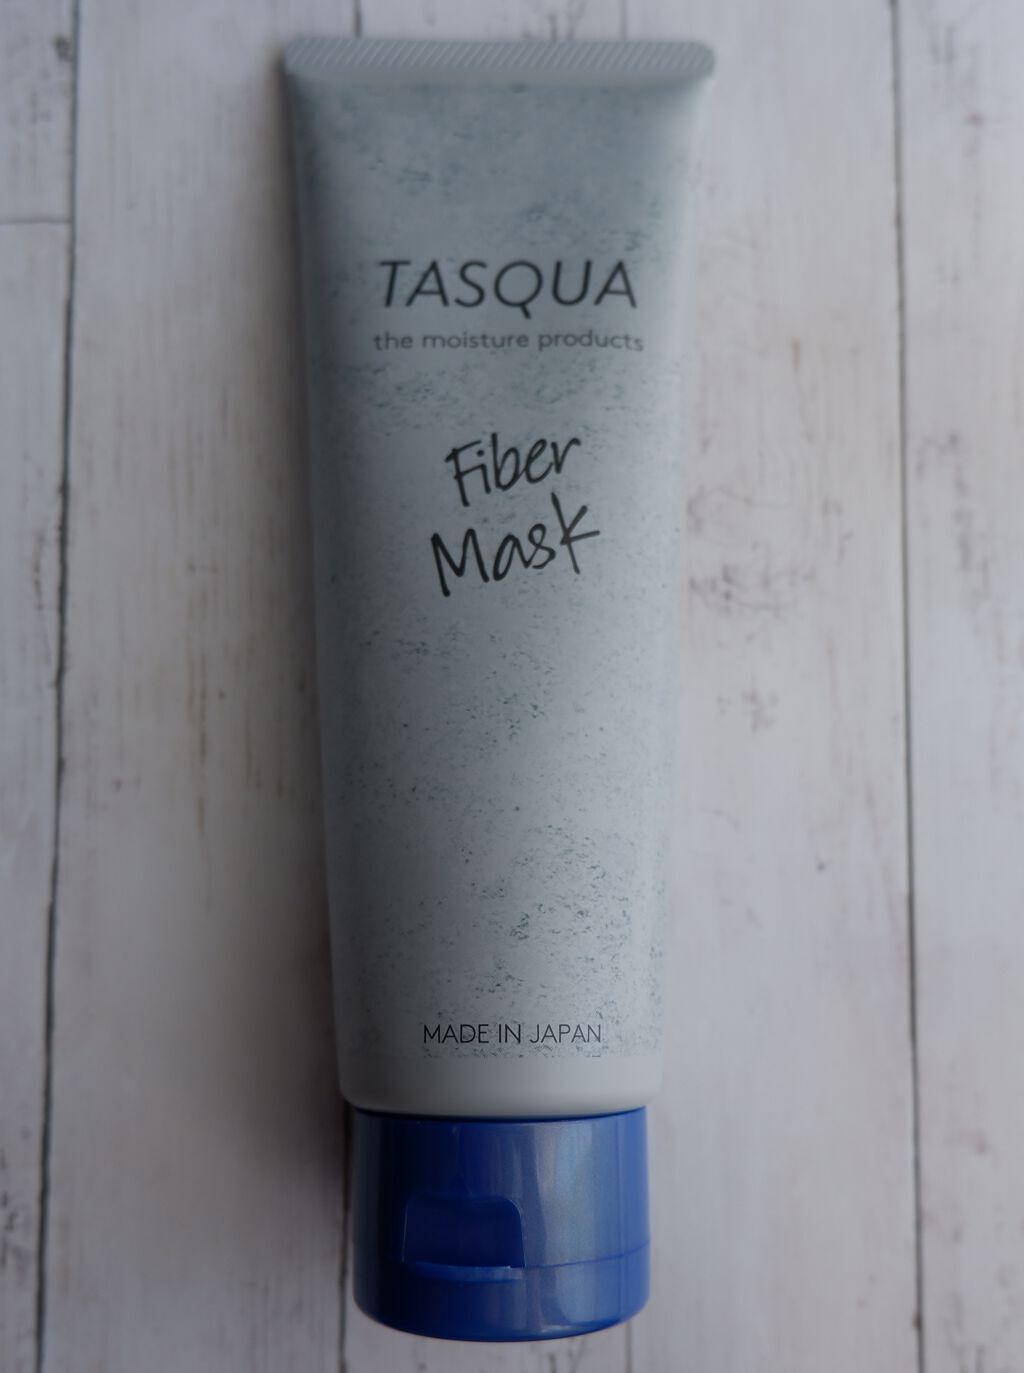 TASQUA
the moisture products
Fiber
Mask
MADE IN JAPAN